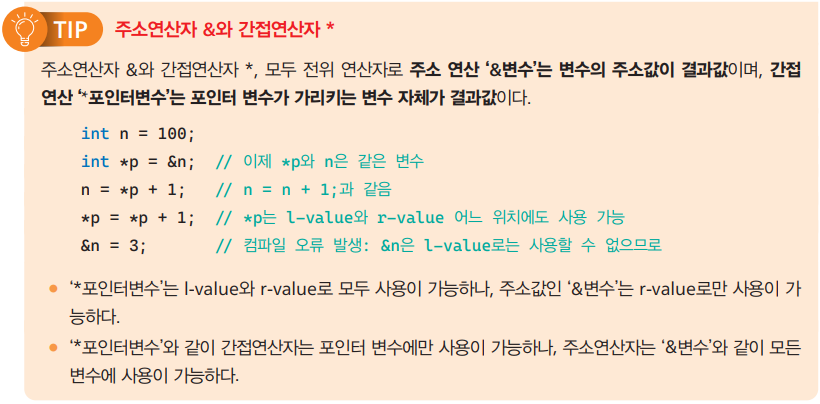 TIP 주소연산자 &와 간접연산자 *
주소연산자 &와 간접연산자 *, 모두 전위 연산자로 주소 연산 ‘&변수’는 변수의 주소값이 결과값이며, 간접
연산 ‘*포인터변수’는 포인터 변수가 가리키는 변수 자체가 결과값이다.
int n = 100;
int *p = &n; // 이제 *p와 n은 같은 변수
n = *p + 1; // n = n + 1;과 같음
*p = *p + 1; // *p는 l-value와 r-value 어느 위치에도 사용 가능
&n = 3; // 컴파일 오류 발생: &n은 l-value로는 사용할 수 없으므로
• ‘*포인터변수’는 l-value와 r-value로 모두 사용이 가능하나, 주소값인 ‘&변수’는 r-value로만 사용이 가
능하다.
• ‘*포인터변수’와 같이 간접연산자는 포인터 변수에만 사용이 가능하나, 주소연산자는 ‘&변수’와 같이 모든
변수에 사용이 가능하다.